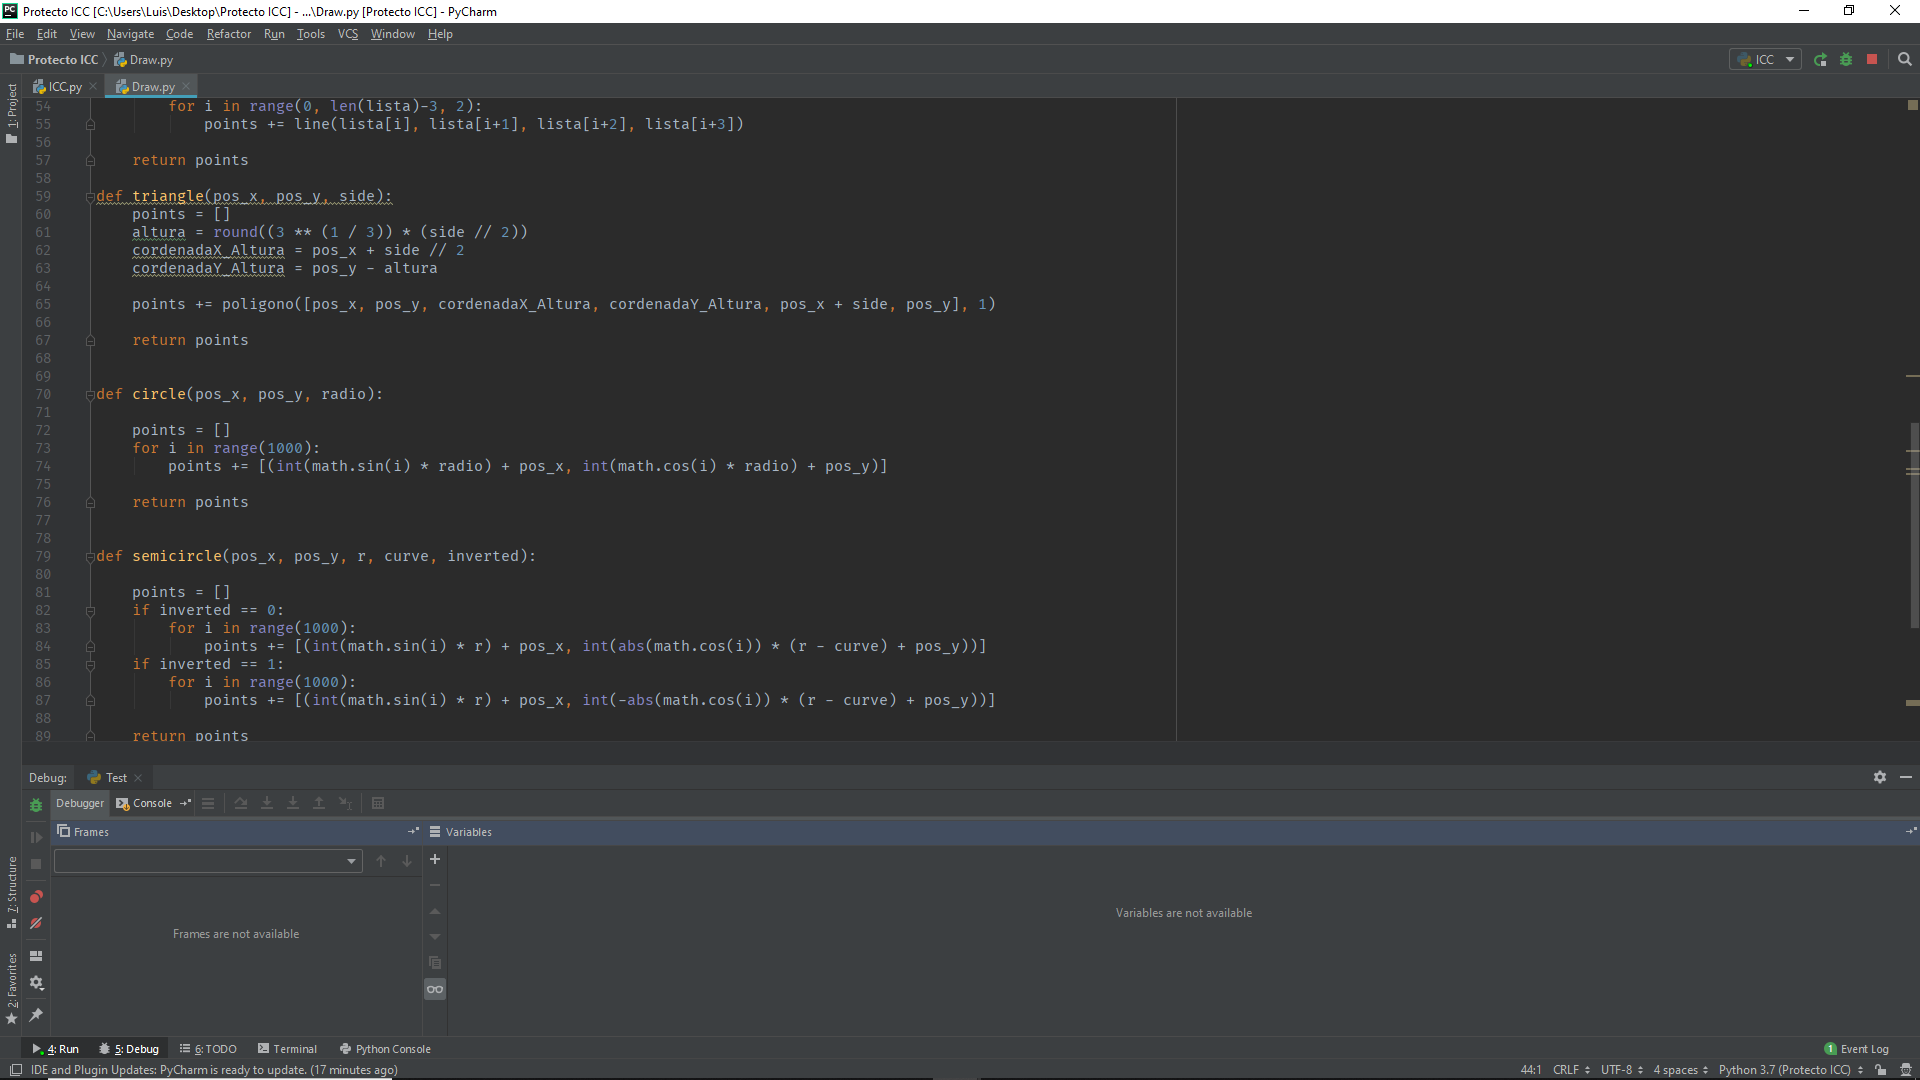 Protecto ICC [C:\Users\Luis\Desktop\Protecto ICC] - ...\Draw.py [Protecto ICC] - PyCharm
File Edit View Navigate Code Refactor Run Tools VCS Window Help
Protecto ICC Draw.py ICC
1: Project
ICC.py Draw.py
54 for i in range(0, len(lista)-3, 2):
55 points += line(lista[i], lista[i+1], lista[i+2], lista[i+3])
56
57 return points
58
59 def triangle(pos_x, pos_y, side):
60 points = []
61 altura = round((3 ** (1 / 3)) * (side // 2))
62 cordenadaX_Altura = pos_x + side // 2
63 cordenadaY_Altura = pos_y - altura
64
65 points += poligono([pos_x, pos_y, cordenadaX_Altura, cordenadaY_Altura, pos_x + side, pos_y], 1)
66
67 return points
68
69
70 def circle(pos_x, pos_y, radio):
71
72 points = []
73 for i in range(1000):
74 points += [(int(math.sin(i) * radio) + pos_x, int(math.cos(i) * radio) + pos_y)]
75
76 return points
77
78
79 def semicircle(pos_x, pos_y, r, curve, inverted):
80
81 points = []
82 if inverted == 0:
83 for i in range(1000):
84 points += [(int(math.sin(i) * r) + pos_x, int(abs(math.cos(i)) * (r - curve) + pos_y))]
85 if inverted == 1:
86 for i in range(1000):
87 points += [(int(math.sin(i) * r) + pos_x, int(-abs(math.cos(i)) * (r - curve) + pos_y))]
88
89 return points
Debug: Test
Debugger Console
Frames Variables
7: Structure
Variables are not available
Frames are not available
2: Favorites
4: Run 5: Debug 6: TODO Terminal Python Console 1 Event Log
IDE and Plugin Updates: PyCharm is ready to update. (17 minutes ago) 44:1 CRLF UTF-8 4 spaces Python 3.7 (Protecto ICC)